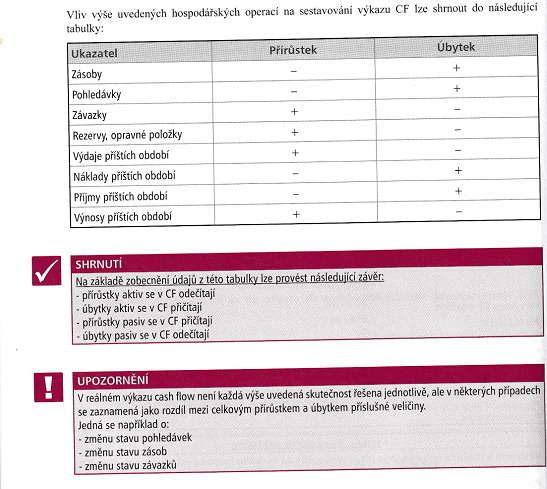 Vliv výše uvedených hospodářských operací na sestavování výkazu CF lze shrnout do následující
tabulky:
Ukazatel Přírůstek Úbytek
Zásoby – +
Pohledávky – +
Závazky + –
Rezervy, opravné položky + –
Výdaje příštích období + –
Náklady příštích období – +
Příjmy příštích období – +
Výnosy příštích období + –
SHRNUTÍ
Na základě zobecnění údajů z této tabulky lze provést následující závěr:
- přírůstky aktiv se v CF odečítají
- úbytky aktiv se v CF přičítají
- přírůstky pasiv se v CF přičítají
- úbytky pasiv se v CF odečítají
UPOZORNĚNÍ
V reálném výkazu cash flow není každá výše uvedená skutečnost řešena jednotlivě, ale v některých případech
se zaznamená jako rozdíl mezi celkovým přírůstkem a úbytkem příslušné veličiny.
Jedná se například o:
- změnu stavu pohledávek
- změnu stavu zásob
- změnu stavu závazků